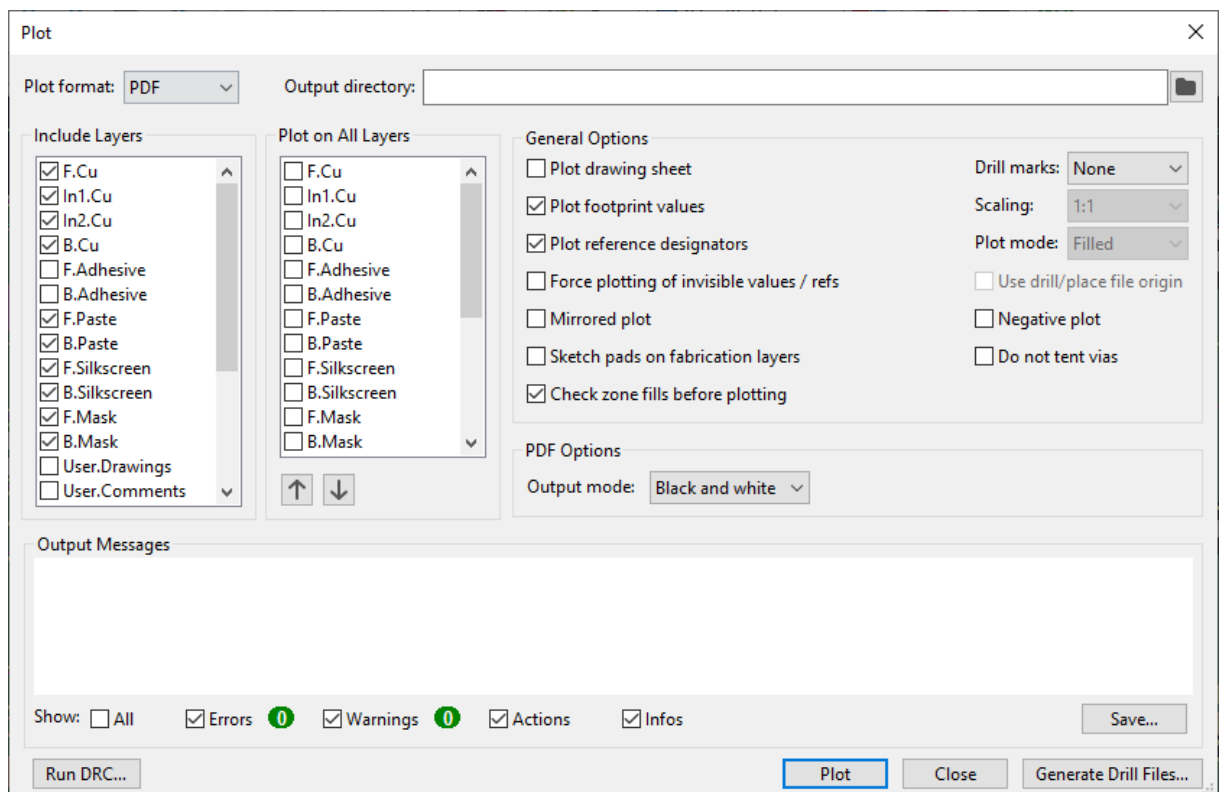 Plot
Plot format: PDF
Output directory:
Include Layers
F.Cu
In1.Cu
In2.Cu
B.Cu
F.Adhesive
B.Adhesive
F.Paste
B.Paste
F.Silkscreen
B.Silkscreen
F.Mask
B.Mask
User.Drawings
User.Comments
Plot on All Layers
F.Cu
In1.Cu
In2.Cu
B.Cu
F.Adhesive
B.Adhesive
F.Paste
B.Paste
F.Silkscreen
B.Silkscreen
F.Mask
B.Mask
General Options
Plot drawing sheet
Plot footprint values
Plot reference designators
Force plotting of invisible values / refs
Mirrored plot
Sketch pads on fabrication layers
Check zone fills before plotting
Drill marks: None
Scaling: 1:1
Plot mode: Filled
Use drill/place file origin
Negative plot
Do not tent vias
PDF Options
Output mode: Black and white
Output Messages
Show: All Errors 0 Warnings 0 Actions Infos Save...
Run DRC... Plot Close Generate Drill Files...